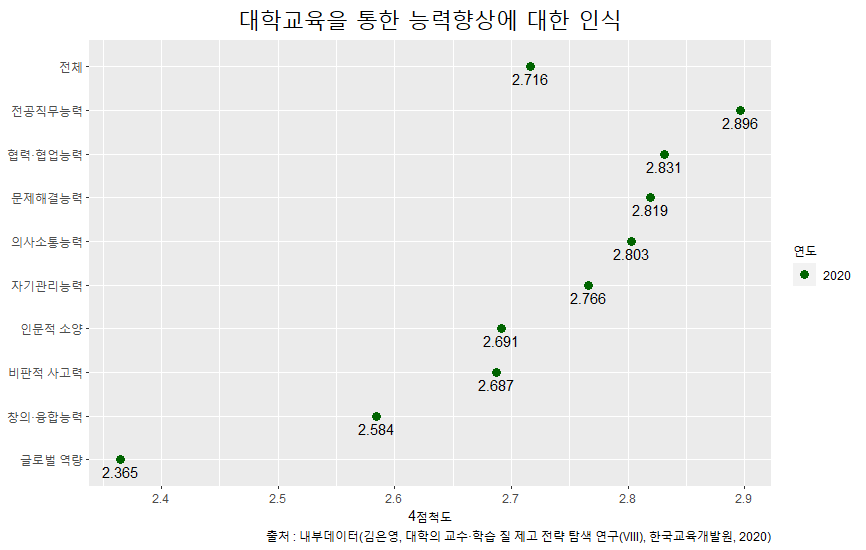 대학교육을 통한 능력향상에 대한 인식
전체
2.716
전공직무능력
2.896
협력·협업능력
2.831
문제해결능력
2.819
의사소통능력
2.803
자기관리능력
2.766
인문적 소양
2.691
비판적 사고력
2.687
창의·융합능력
2.584
글로벌 역량
2.365
2.4 2.5 2.6 2.7 2.8 2.9
4점척도
연도
2020
출처 : 내부데이터(김은영, 대학의 교수·학습 질 제고 전략 탐색 연구(VIII), 한국교육개발원, 2020)